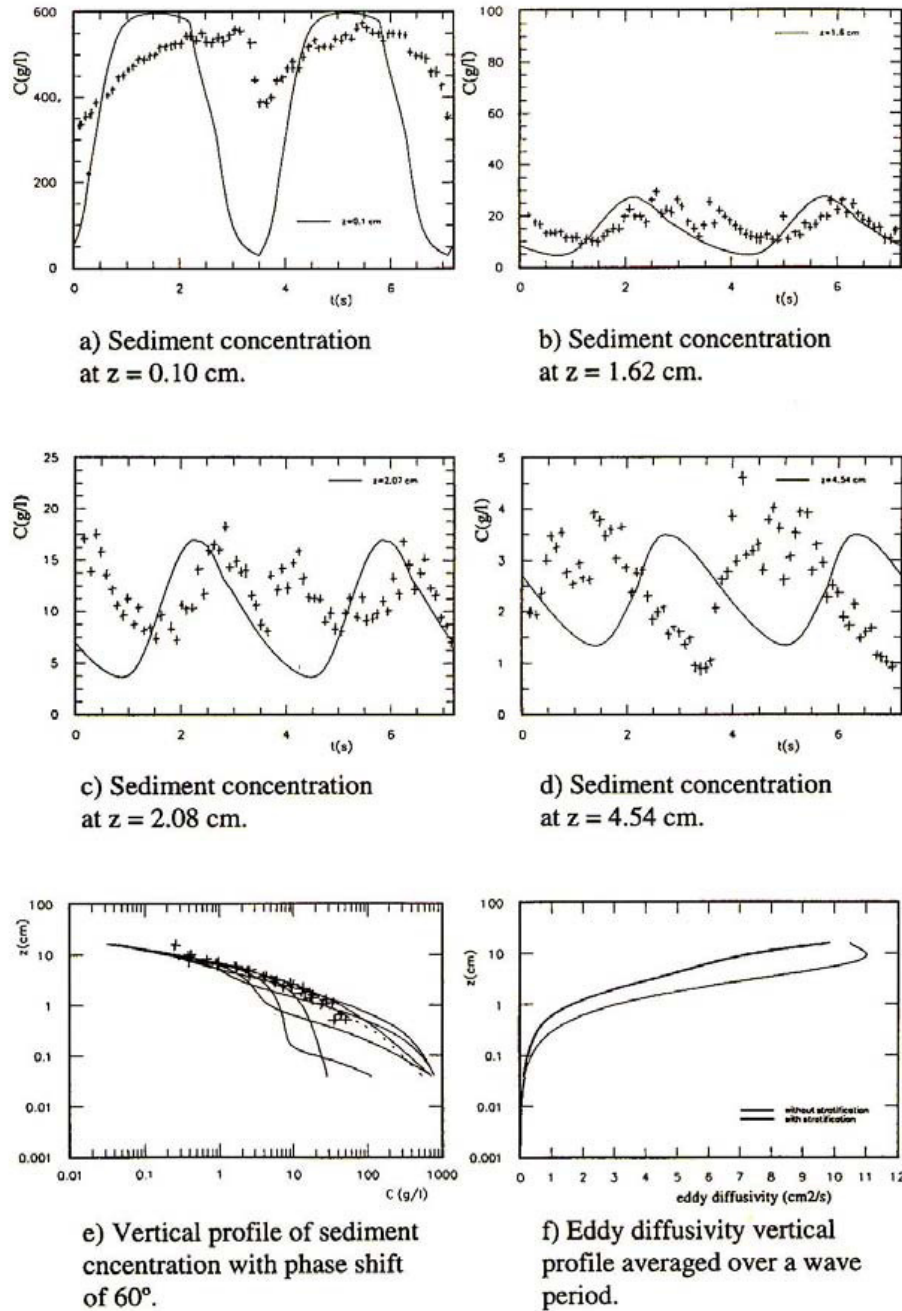 600
400
200
0
C(g/l)
z=0.1 cm
0 2 4 6
t(s)
a) Sediment concentration
at z = 0.10 cm.
100
80
60
40
20
0
C(g/l)
z=1.6 cm
0 2 4 6
t(s)
b) Sediment concentration
at z = 1.62 cm.
25
20
15
10
5
0
C(g/l)
z=2.07 cm
0 2 4 6
t(s)
c) Sediment concentration
at z = 2.08 cm.
5
4
3
2
1
0
C(g/l)
z=4.54 cm
0 2 4 6
t(s)
d) Sediment concentration
at z = 4.54 cm.
100
10
1
0.1
0.01
0.001
z(cm)
0.01 0.1 1 10 100 1000
C (g/l)
e) Vertical profile of sediment
cncentration with phase shift
of 60°.
100
10
1
0.1
0.01
0.001
z(cm)
without stratification
with stratification
0 1 2 3 4 5 6 7 8 9 10 11 12
eddy diffusivity (cm2/s)
f) Eddy diffusivity vertical
profile averaged over a wave
period.